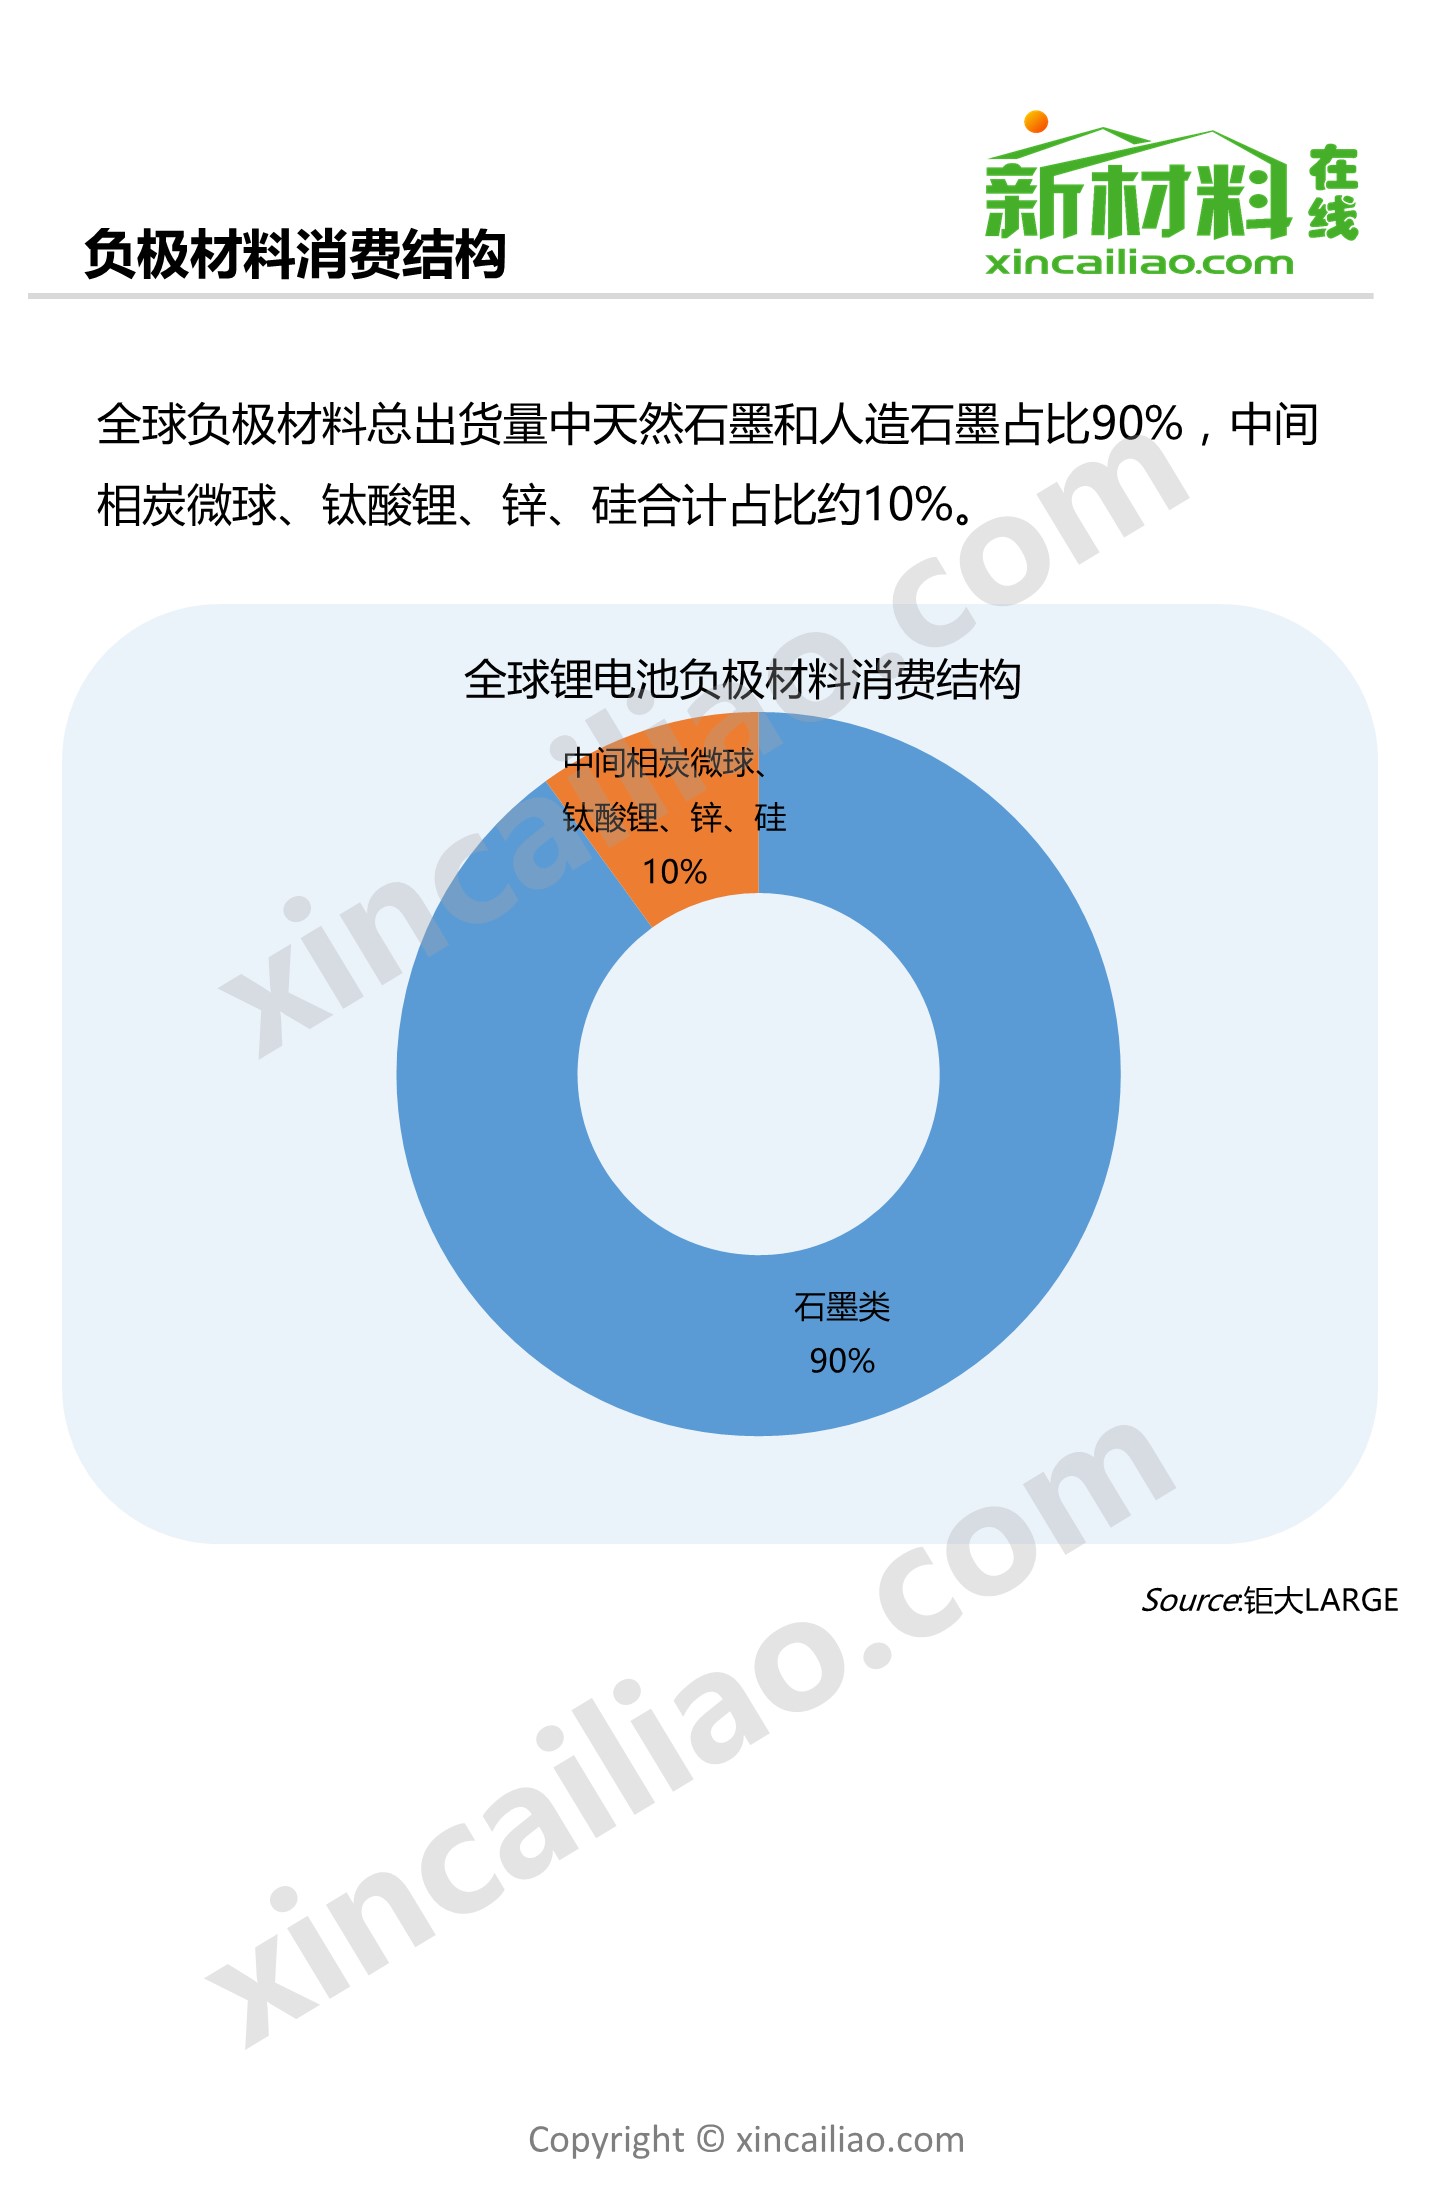 新材料在线
xincailiao.com
负极材料消费结构
全球负极材料总出货量中天然石墨和人造石墨占比90%，中间
相炭微球、钛酸锂、锌、硅合计占比约10%。
全球锂电池负极材料消费结构
中间相炭微球、
钛酸锂、锌、硅
10%
石墨类
90%
xincailiao.com
Source:钜大LARGE
xincailiao.com
Copyright © xincailiao.com